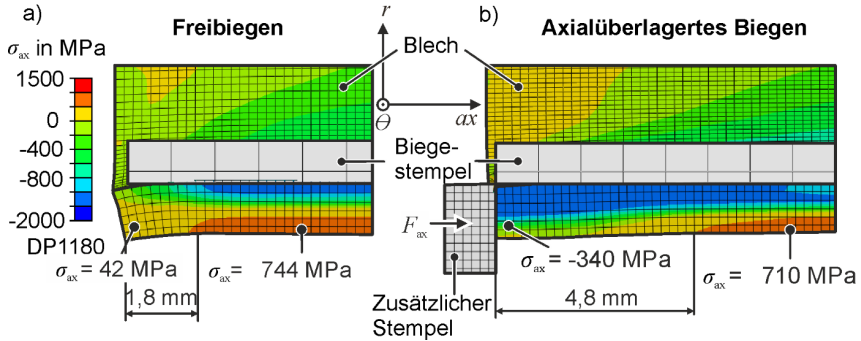 a)
Freibiegen
r
b)
Axialüberlagertes Biegen
σax in MPa
1500
0
-400
-800
-2000
DP1180
Blech
Θ
ax
Biege-
stempel
Fax
σax= 42 MPa
σax= 744 MPa
1,8 mm
σax= -340 MPa
σax= 710 MPa
4,8 mm
Zusätzlicher
Stempel